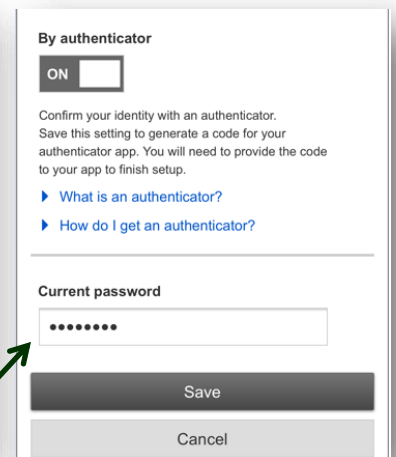 By authenticator
ON
Confirm your identity with an authenticator.
Save this setting to generate a code for your
authenticator app. You will need to provide the code
to your app to finish setup.
What is an authenticator?
How do I get an authenticator?
Current password
••••••••
Save
Cancel